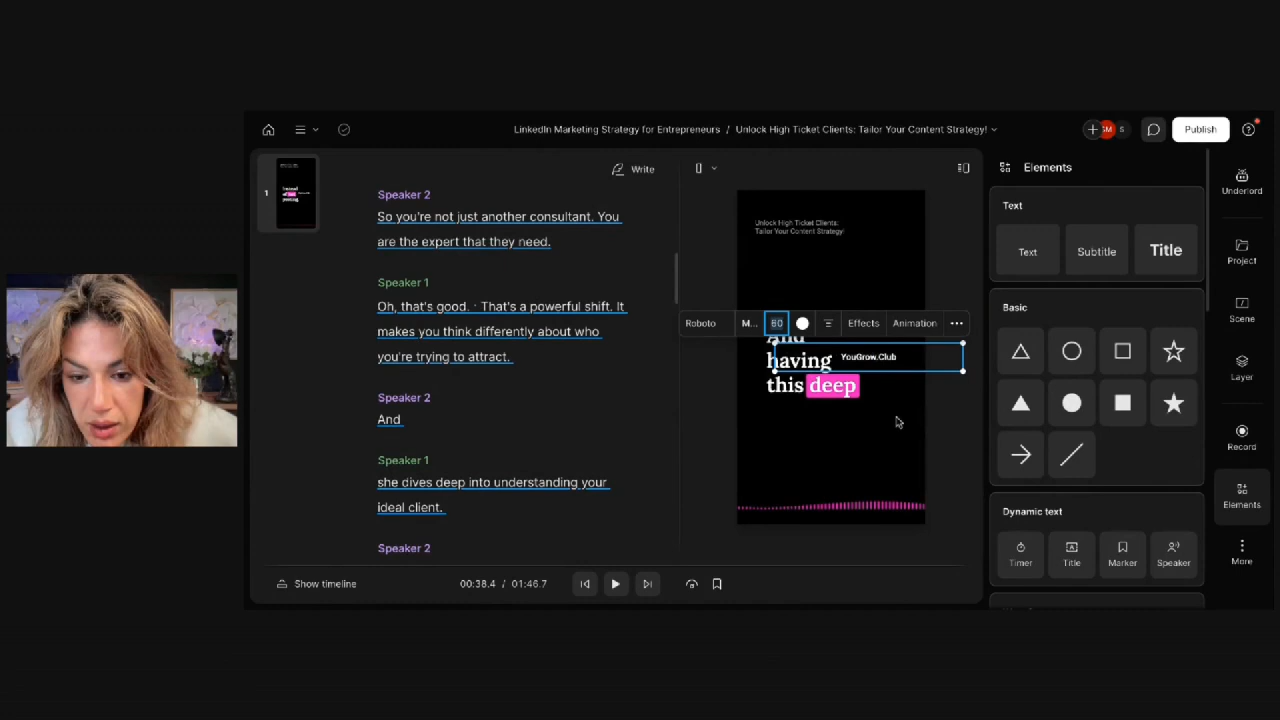 LinkedIn Marketing Strategy for Entrepreneurs / Unlock High Ticket Clients: Tailor Your Content Strategy!
GM S
Publish
1
Write
Speaker 2
So you're not just another consultant. You
are the expert that they need.
Speaker 1
Oh, that's good. · That's a powerful shift. It
makes you think differently about who
you're trying to attract.
Speaker 2
And
Speaker 1
she dives deep into understanding your
ideal client.
Speaker 2
Show timeline
00:38.4 / 01:46.7
Unlock High Ticket Clients:
Tailor Your Content Strategy!
Roboto M... 60 Effects Animation
And
having
this deep
YouGrow.Club
Elements
Text
Text Subtitle Title
Basic
Dynamic text
Timer Title Marker Speaker
Underlord
Project
Scene
Layer
Record
Elements
More